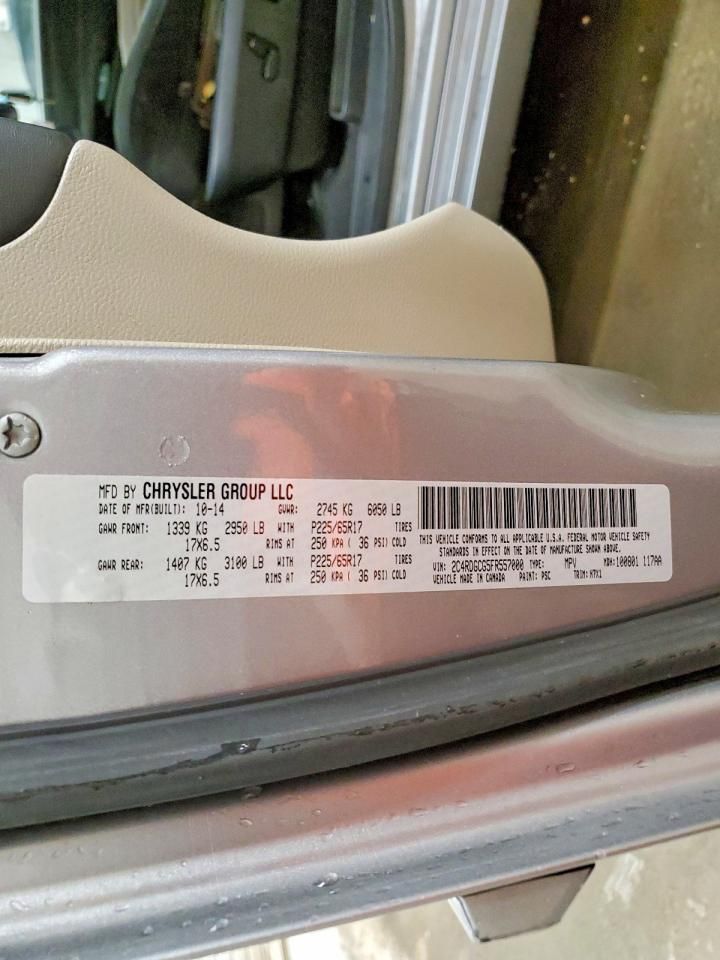 MFD BY CHRYSLER GROUP LLC
DATE OF MFR(BUILT): 10-14 GVWR: 2745 KG 6050 LB
GAWR FRONT: 1339 KG 2950 LB WITH P225/65R17 TIRES
17X6.5 RIMS AT 250 KPA ( 36 PSI) COLD
GAWR REAR: 1407 KG 3100 LB WITH P225/65R17 TIRES
17X6.5 RIMS AT 250 KPA ( 36 PSI) COLD
THIS VEHICLE CONFORMS TO ALL APPLICABLE U.S.A. FEDERAL MOTOR VEHICLE SAFETY
STANDARDS IN EFFECT ON THE DATE OF MANUFACTURE SHOWN ABOVE.
VIN: 2C4RDGCG5FR557000 TYPE: MPV MDH:100801 117AA
VEHICLE MADE IN CANADA PAINT: PSC TRIM: M7X1